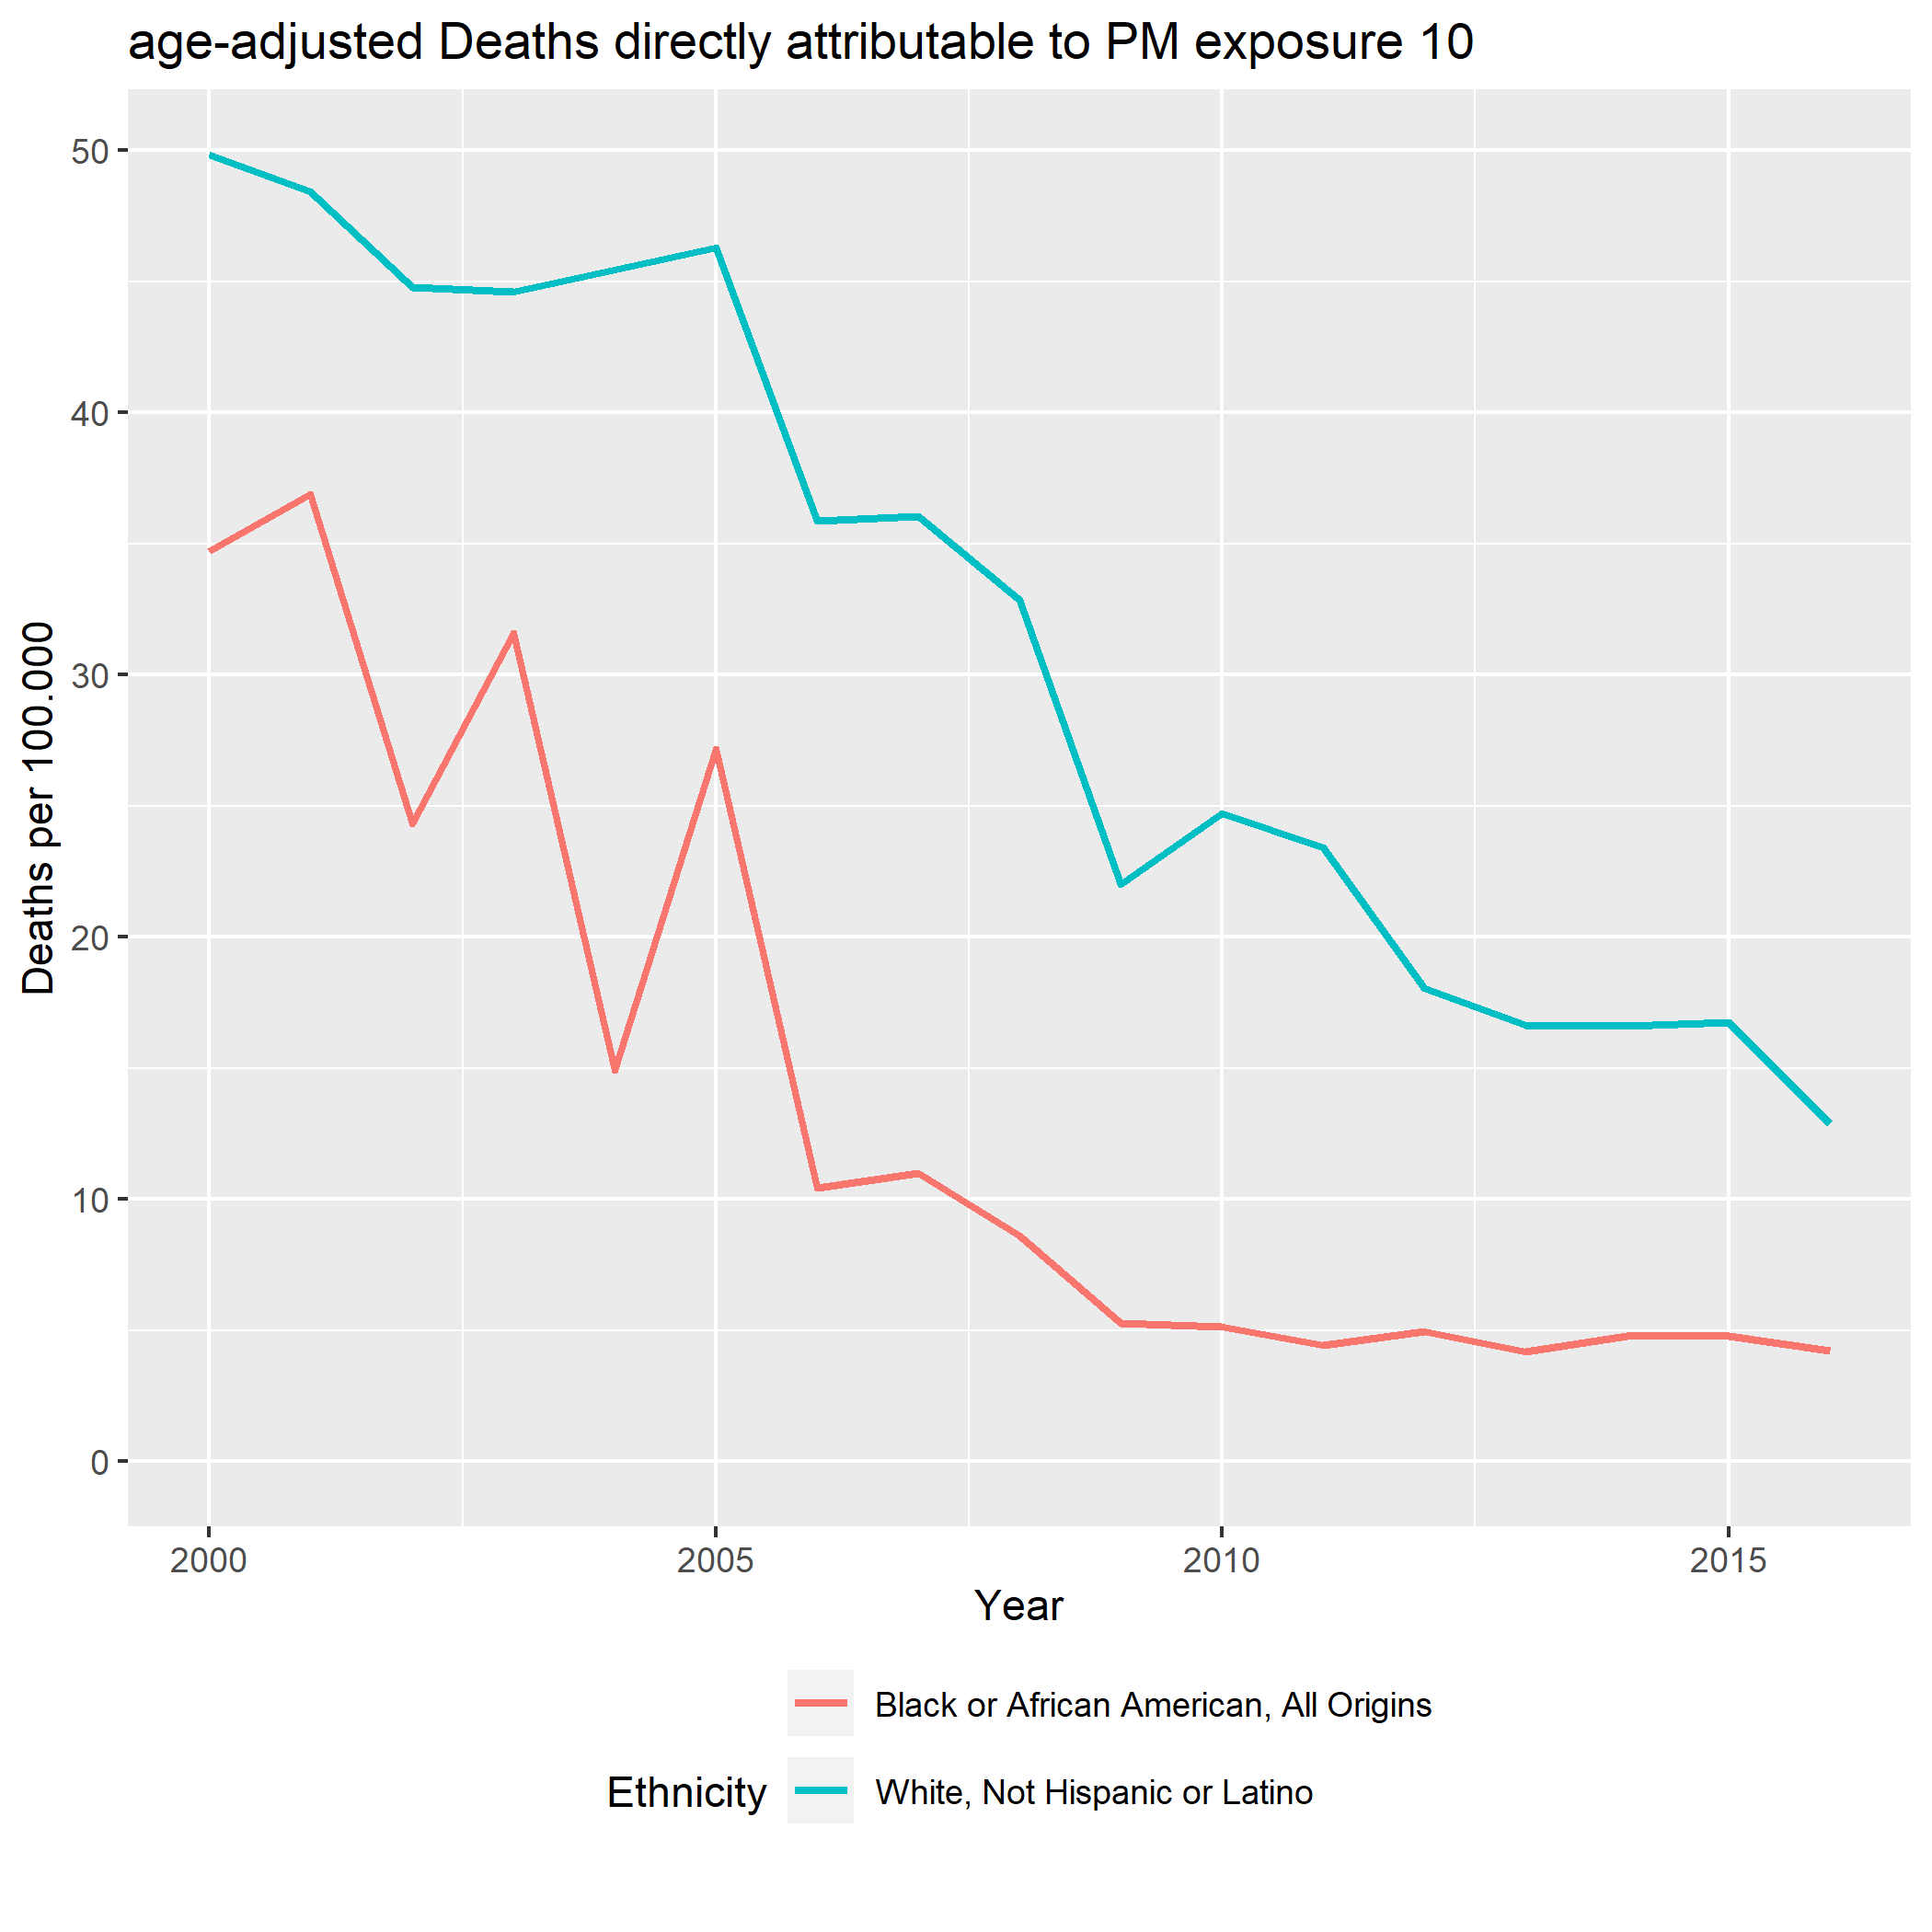 age-adjusted Deaths directly attributable to PM exposure 10
50
40
30
20
10
0
Deaths per 100.000
2000 2005 2010 2015
Year
Ethnicity
Black or African American, All Origins
White, Not Hispanic or Latino